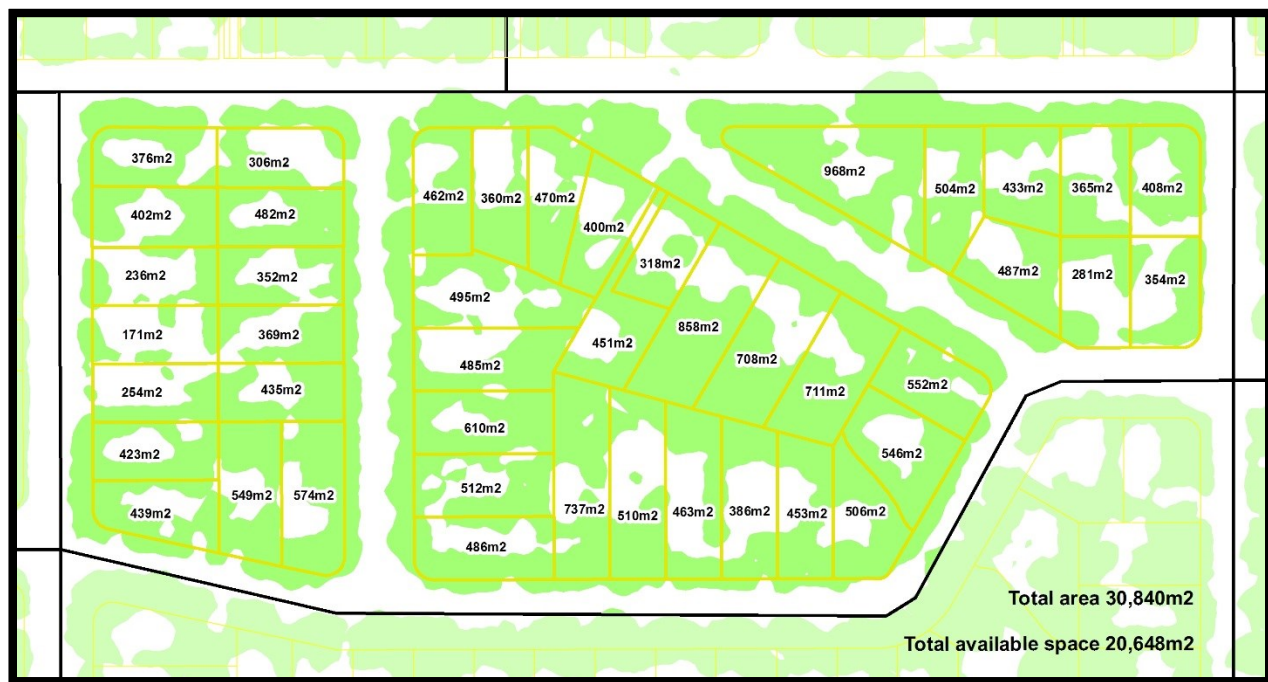 376m2
306m2
402m2
482m2
236m2
352m2
171m2
369m2
254m2
435m2
423m2
439m2
549m2
574m2
462m2
360m2
470m2
400m2
495m2
485m2
610m2
512m2
486m2
318m2
451m2
858m2
708m2
711m2
552m2
546m2
737m2
510m2
463m2
386m2
453m2
506m2
968m2
504m2
433m2
365m2
408m2
487m2
281m2
354m2
Total area 30,840m2
Total available space 20,648m2